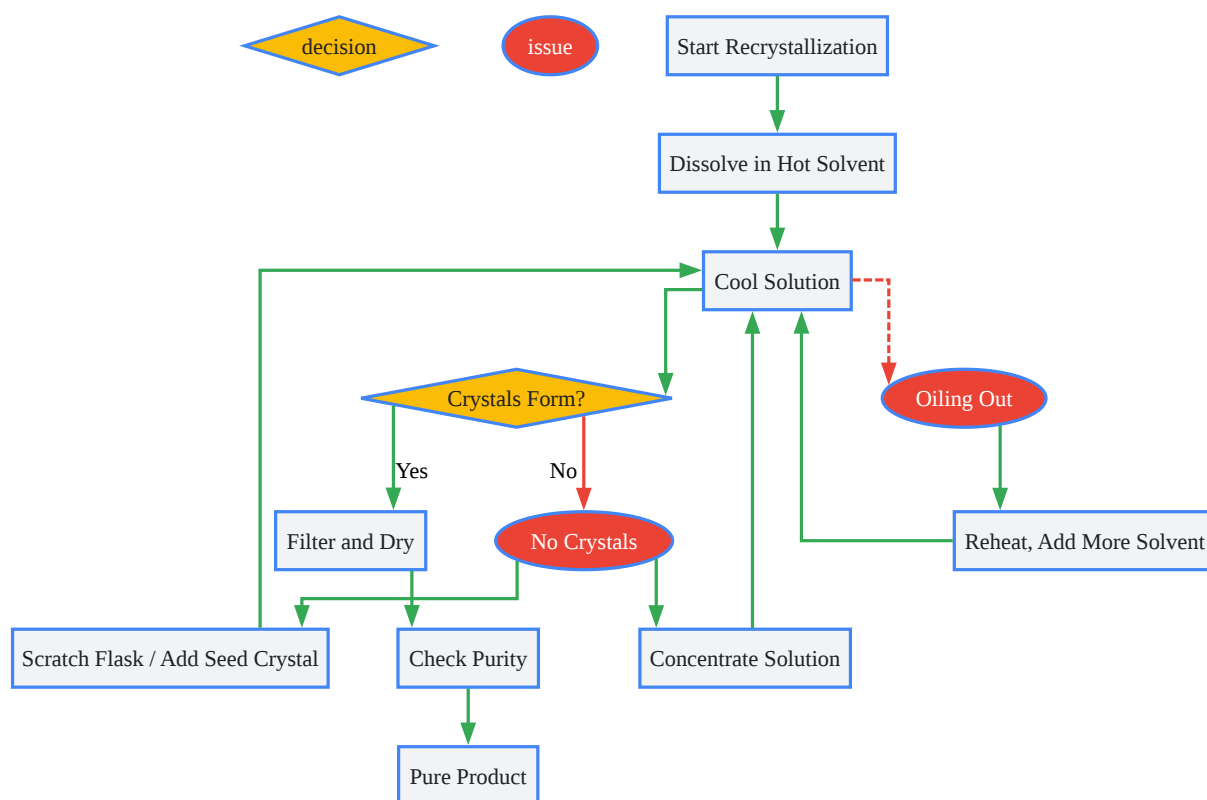 decision
issue
Start Recrystallization
Dissolve in Hot Solvent
Cool Solution
Crystals Form?
Oiling Out
Yes
No
Filter and Dry
No Crystals
Reheat, Add More Solvent
Scratch Flask / Add Seed Crystal
Check Purity
Concentrate Solution
Pure Product